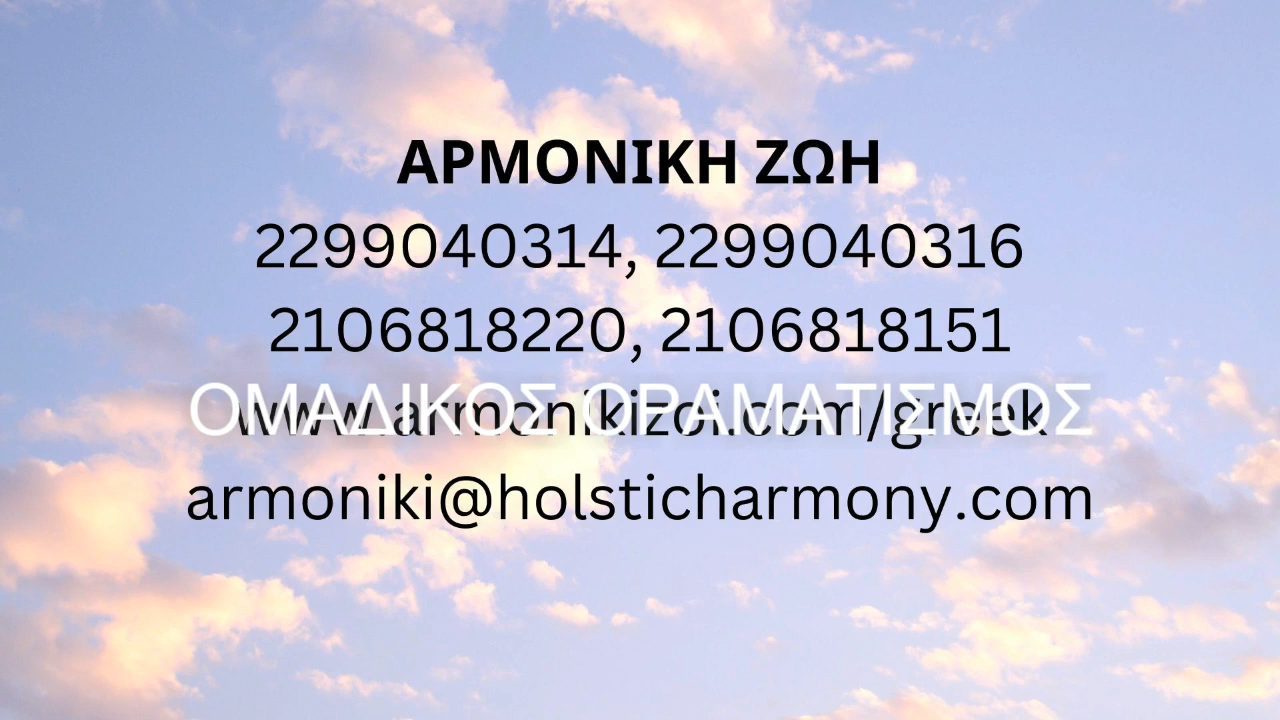 ΑΡΜΟΝΙΚΗ ΖΩΗ
2299040314, 2299040316
2106818220, 2106818151
ΟΜΑΔΙΚΟΣ ΟΡΑΜΑΤΙΣΜΟΣ
www.armonikizoi.com/greek
armoniki@holsticharmony.com